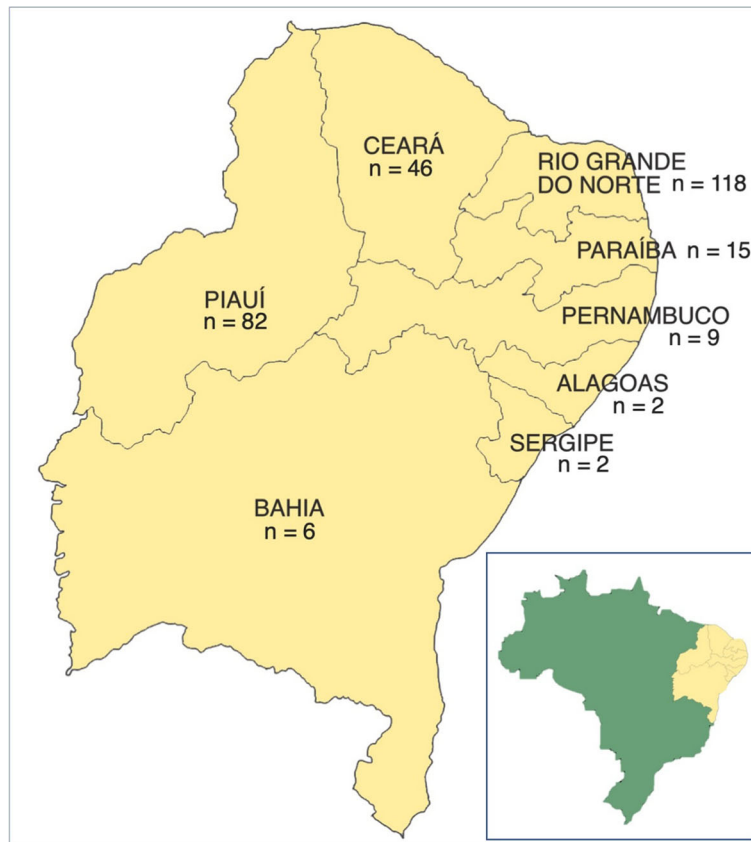 CEARÁ
n = 46
RIO GRANDE
DO NORTE n = 118
PARAÍBA n = 15
PIAUÍ
n = 82
PERNAMBUCO
n = 9
ALAGOAS
n = 2
SERGIPE
n = 2
BAHIA
n = 6